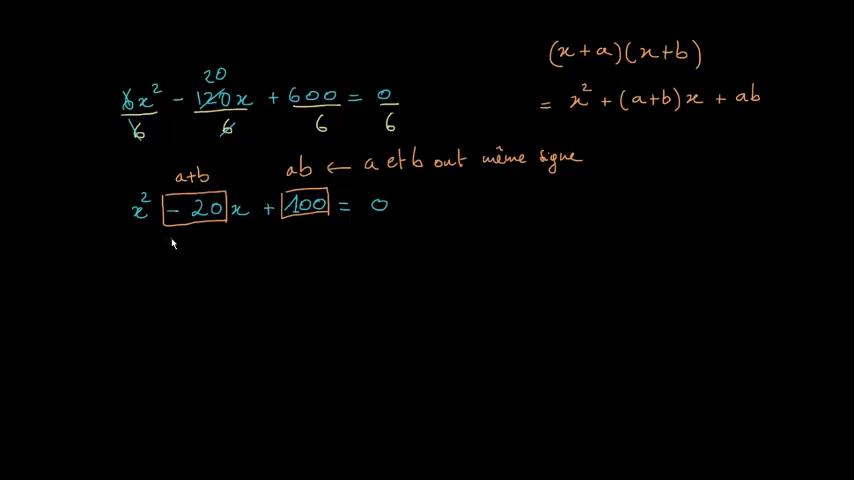 (x+a)(x+b)
= x² + (a+b)x + ab
20
6x² - 120x + 600 = 0
6 6 6 6
a+b ab ← a et b ont même signe
x² - 20x + 100 = 0